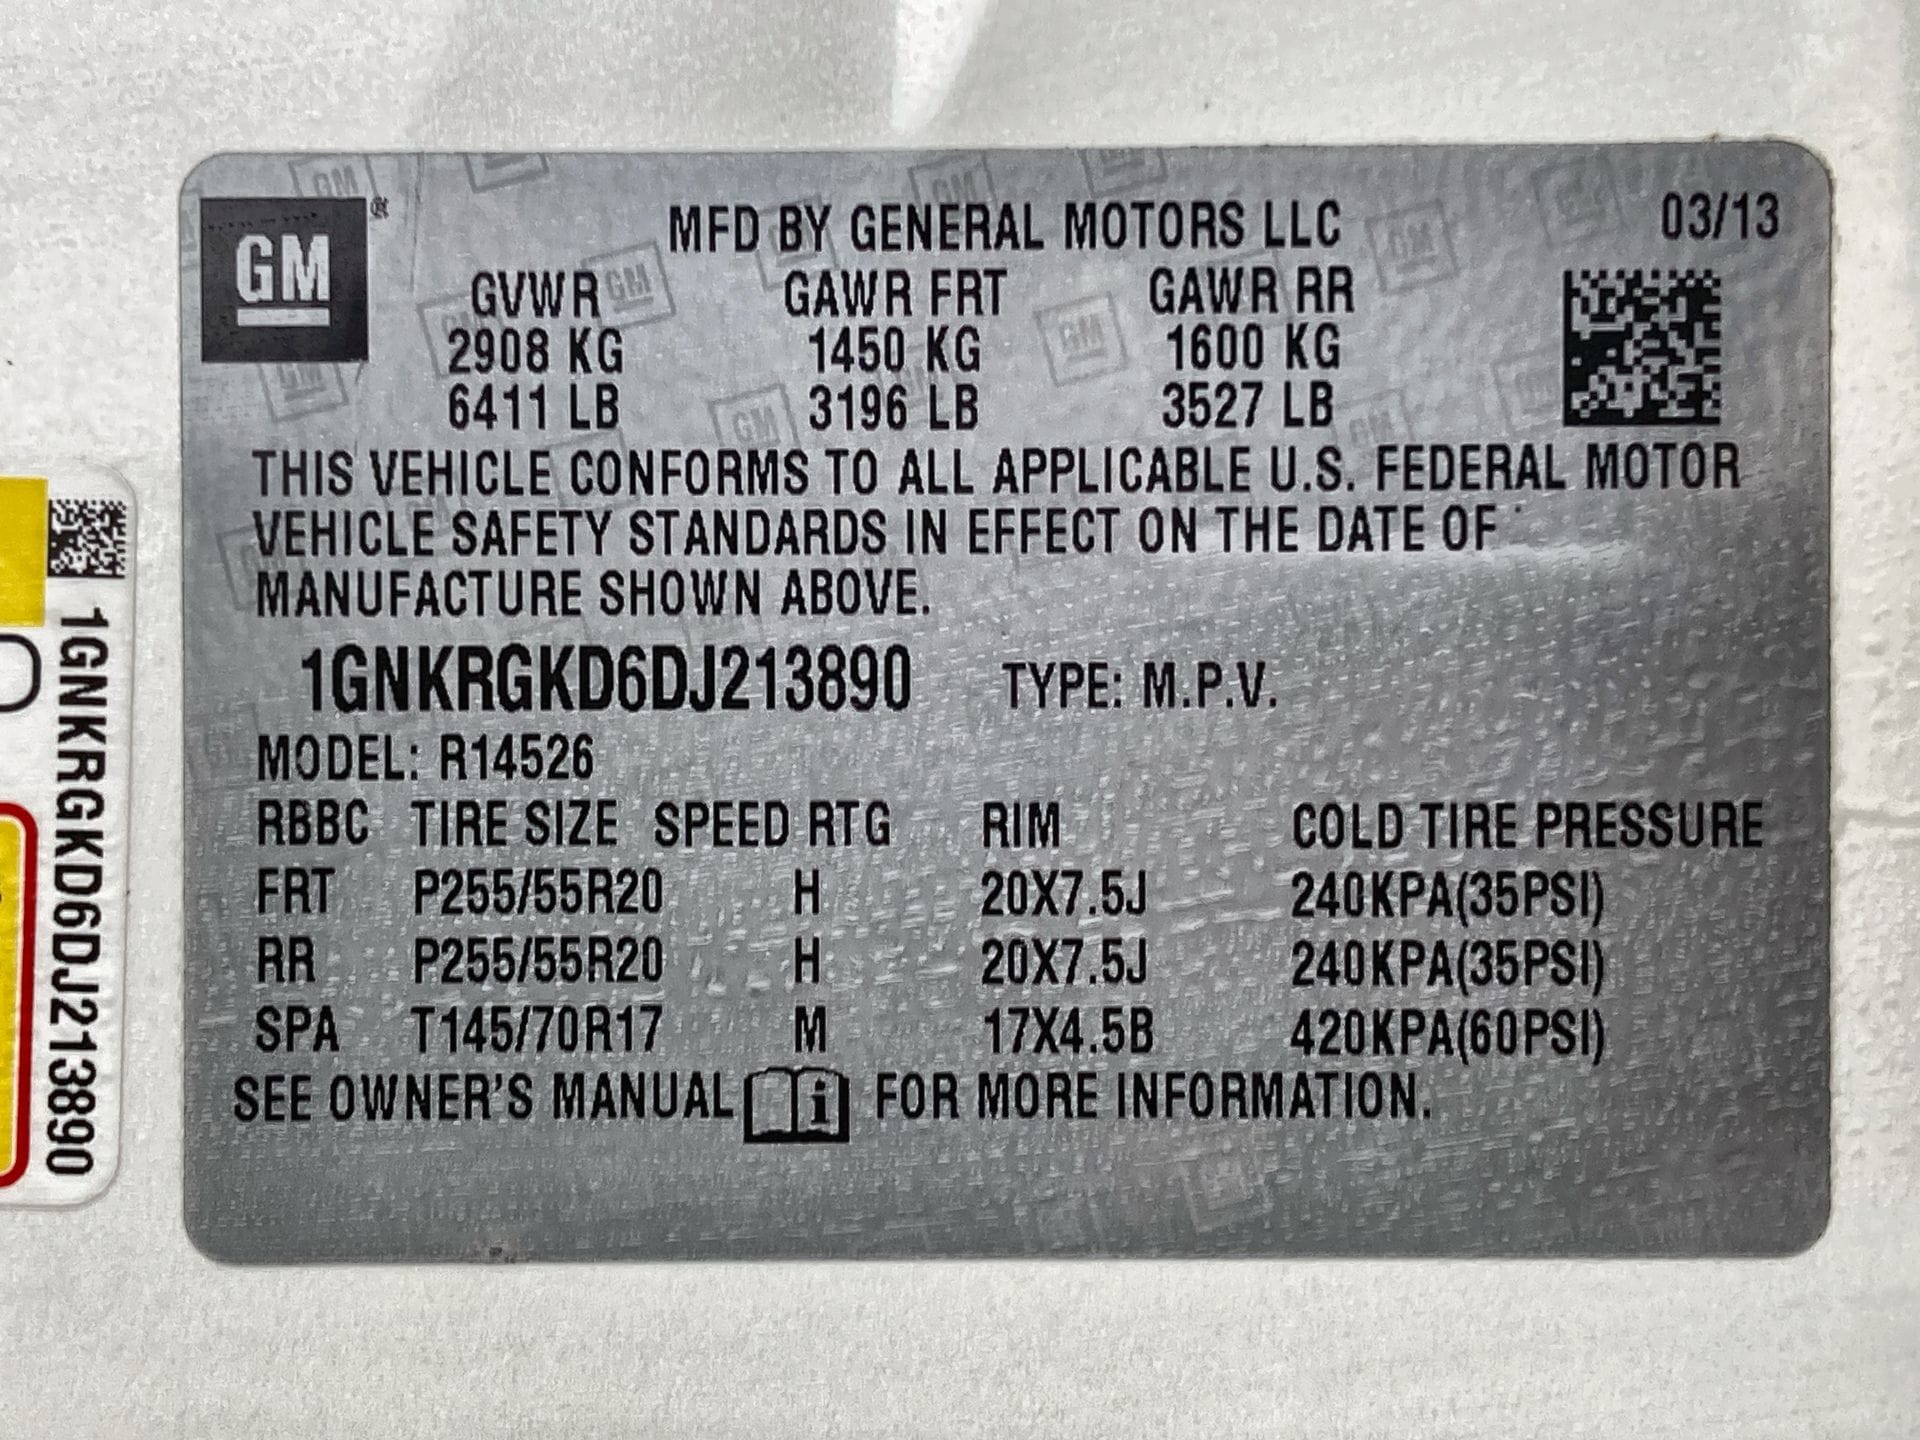 GM
MFD BY GENERAL MOTORS LLC 03/13
GVWR GAWR FRT GAWR RR
2908 KG 1450 KG 1600 KG
6411 LB 3196 LB 3527 LB
THIS VEHICLE CONFORMS TO ALL APPLICABLE U.S. FEDERAL MOTOR
VEHICLE SAFETY STANDARDS IN EFFECT ON THE DATE OF
MANUFACTURE SHOWN ABOVE.
1GNKRGKD6DJ213890 TYPE: M.P.V.
MODEL: R14526
RBBC TIRE SIZE SPEED RTG RIM COLD TIRE PRESSURE
FRT P255/55R20 H 20X7.5J 240KPA(35PSI)
RR P255/55R20 H 20X7.5J 240KPA(35PSI)
SPA T145/70R17 M 17X4.5B 420KPA(60PSI)
SEE OWNER'S MANUAL i FOR MORE INFORMATION.
1GNKRGKD6DJ213890